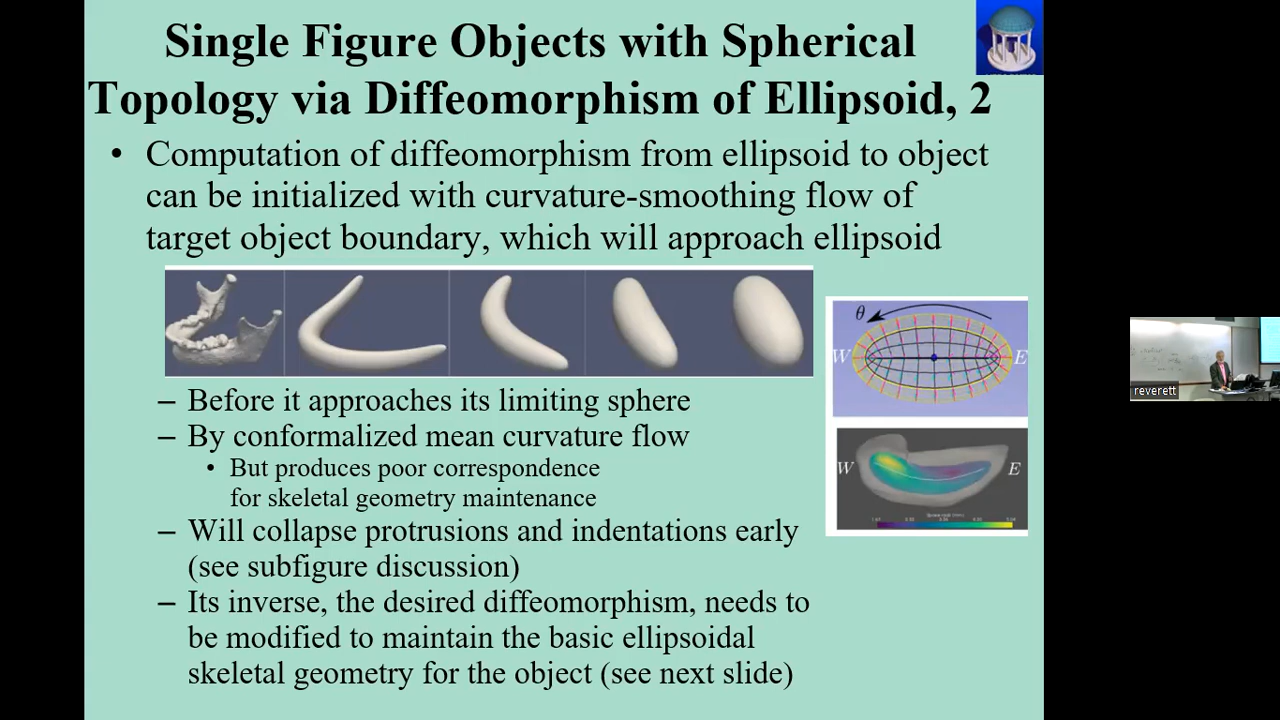 Single Figure Objects with Spherical
Topology via Diffeomorphism of Ellipsoid, 2
• Computation of diffeomorphism from ellipsoid to object
can be initialized with curvature-smoothing flow of
target object boundary, which will approach ellipsoid
θ
W E
W E
– Before it approaches its limiting sphere
– By conformalized mean curvature flow
• But produces poor correspondence
for skeletal geometry maintenance
– Will collapse protrusions and indentations early
(see subfigure discussion)
– Its inverse, the desired diffeomorphism, needs to
be modified to maintain the basic ellipsoidal
skeletal geometry for the object (see next slide)
reverett